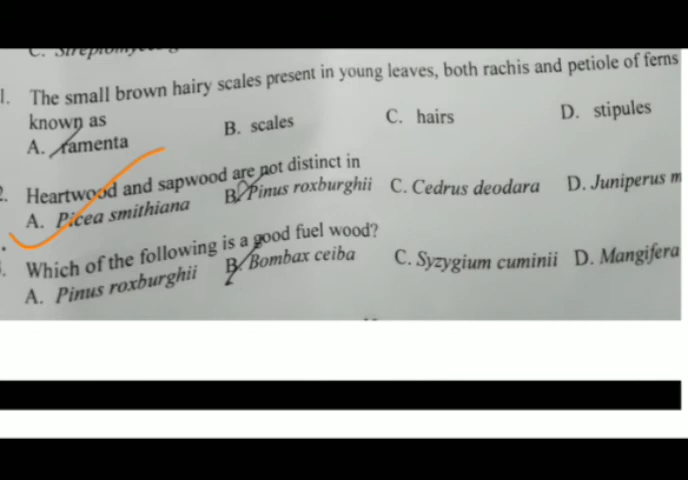 C. Streptomyces
1. The small brown hairy scales present in young leaves, both rachis and petiole of ferns
known as
A. ramenta B. scales C. hairs D. stipules
2. Heartwood and sapwood are not distinct in
A. Picea smithiana B. Pinus roxburghii C. Cedrus deodara D. Juniperus m
. Which of the following is a good fuel wood?
A. Pinus roxburghii B. Bombax ceiba C. Syzygium cuminii D. Mangifera